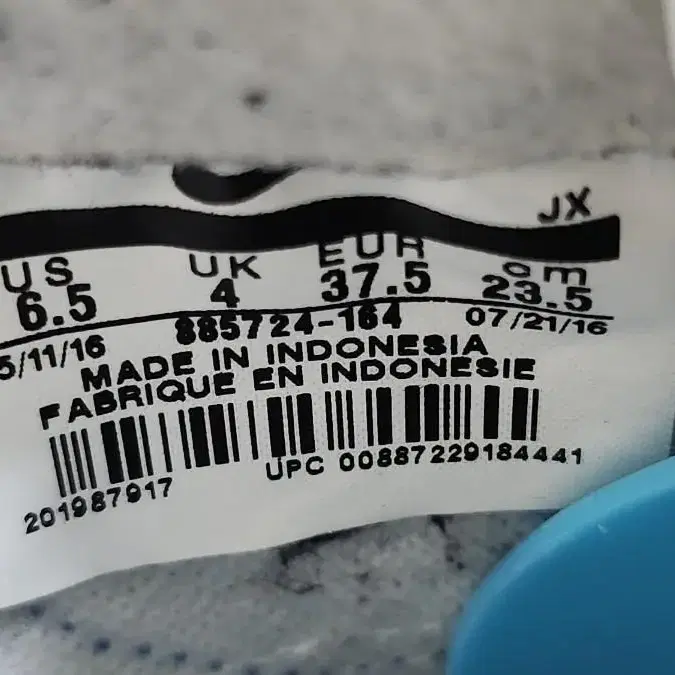 JX
US UK EUR cm
6.5 4 37.5 23.5
5/11/16 885724-164 07/21/16
MADE IN INDONESIA
FABRIQUE EN INDONESIE
201987917 UPC 00887229184441